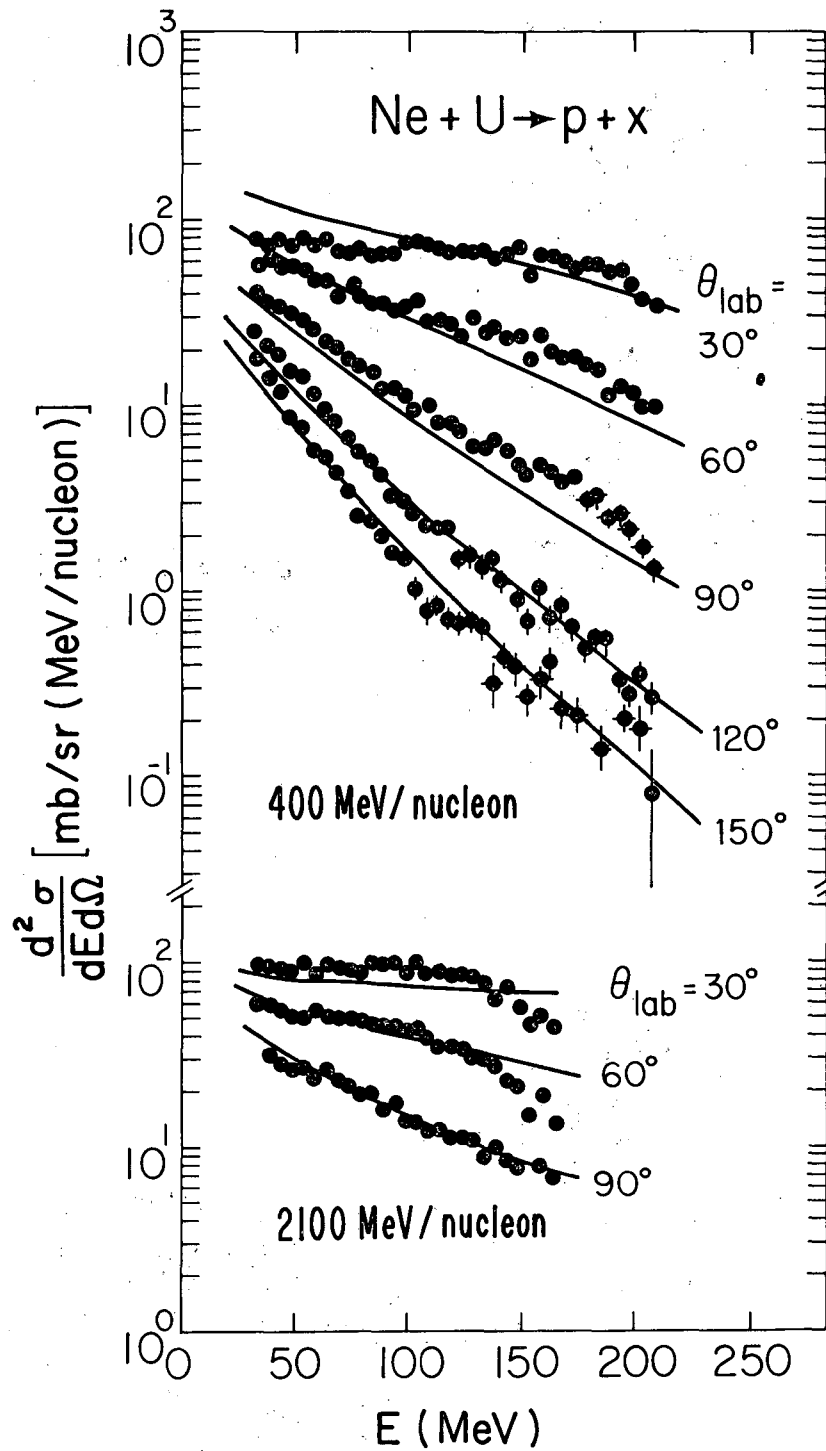 10³
Ne + U → p + x
10²
θlab =
30°
60°
10¹
90°
10⁰
120°
10⁻¹
150°
400 MeV/nucleon
d²σ/dEdΩ [mb/sr (MeV/nucleon)]
10²
θlab = 30°
60°
10¹
90°
2100 MeV/nucleon
10⁰
0 50 100 150 200 250
E (MeV)